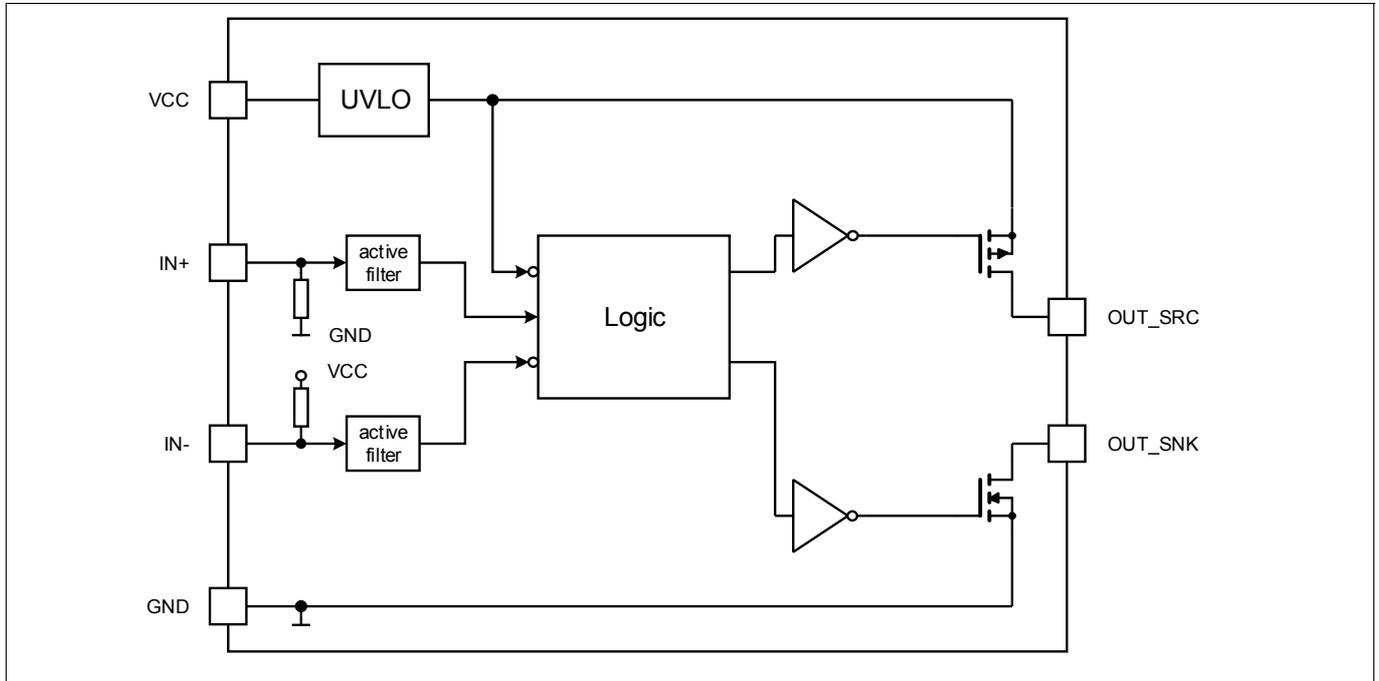 VCC
UVLO
IN+
active
filter
GND
Logic
OUT_SRC
VCC
IN-
active
filter
OUT_SNK
GND